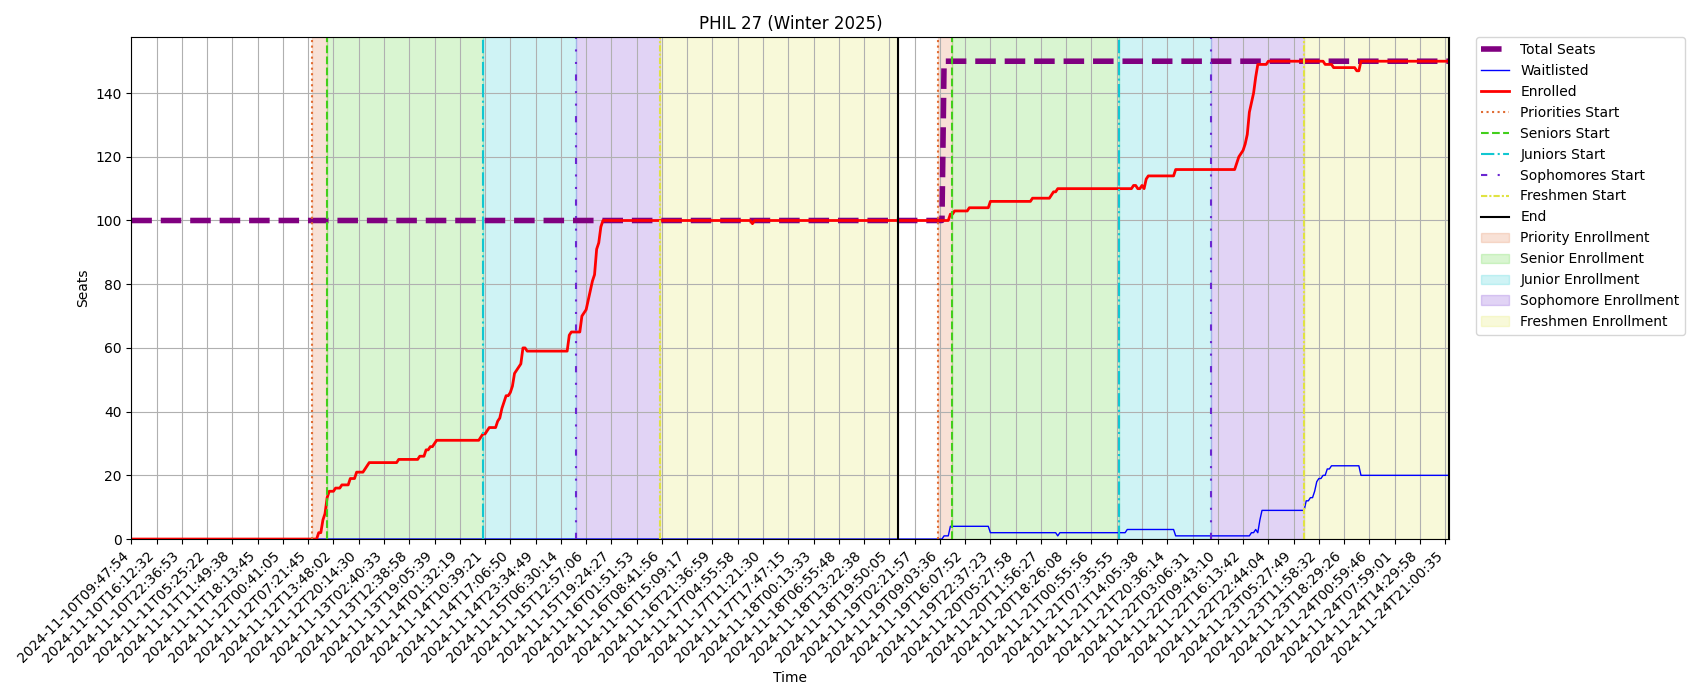 PHIL 27 (Winter 2025)
Seats
140
120
100
80
60
40
20
0
2024-11-10T09:47:54
2024-11-10T16:12:32
2024-11-10T22:36:53
2024-11-11T05:25:22
2024-11-11T11:49:38
2024-11-11T18:13:45
2024-11-12T00:41:05
2024-11-12T07:21:45
2024-11-12T13:48:02
2024-11-12T20:14:30
2024-11-13T02:40:33
2024-11-13T12:38:58
2024-11-13T19:05:39
2024-11-14T01:32:19
2024-11-14T10:39:21
2024-11-14T17:06:50
2024-11-14T23:34:49
2024-11-15T06:30:14
2024-11-15T12:57:06
2024-11-15T19:24:27
2024-11-16T01:51:53
2024-11-16T08:41:56
2024-11-16T15:09:17
2024-11-16T21:36:59
2024-11-17T04:55:58
2024-11-17T11:21:30
2024-11-17T17:47:15
2024-11-18T00:13:33
2024-11-18T06:55:48
2024-11-18T13:22:38
2024-11-18T19:50:05
2024-11-19T02:21:57
2024-11-19T09:03:36
2024-11-19T16:07:52
2024-11-19T22:37:23
2024-11-20T05:27:58
2024-11-20T11:56:27
2024-11-20T18:26:08
2024-11-21T00:55:56
2024-11-21T07:35:55
2024-11-21T14:05:38
2024-11-21T20:36:14
2024-11-22T03:06:31
2024-11-22T09:43:10
2024-11-22T16:13:42
2024-11-22T22:44:04
2024-11-23T05:27:49
2024-11-23T11:58:32
2024-11-23T18:29:26
2024-11-24T00:59:46
2024-11-24T07:59:01
2024-11-24T14:29:58
2024-11-24T21:00:35
Time
Total Seats
Waitlisted
Enrolled
Priorities Start
Seniors Start
Juniors Start
Sophomores Start
Freshmen Start
End
Priority Enrollment
Senior Enrollment
Junior Enrollment
Sophomore Enrollment
Freshmen Enrollment